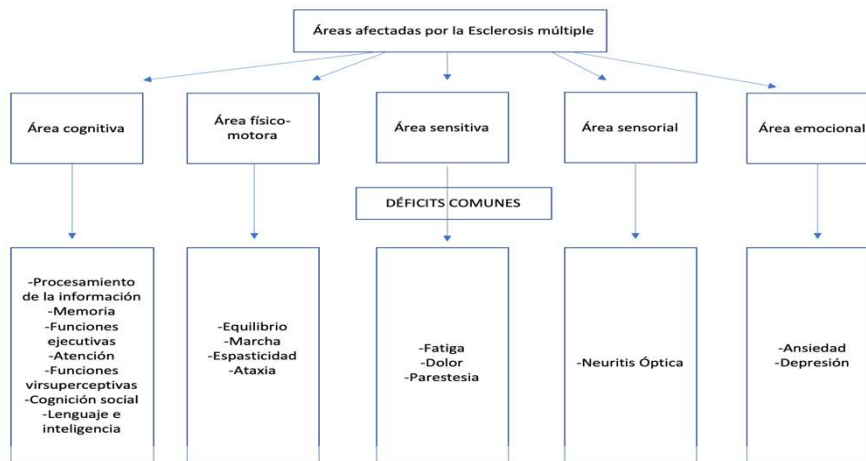 Áreas afectadas por la Esclerosis múltiple
Área cognitiva
Área físico-
motora
Área sensitiva
Área sensorial
Área emocional
DÉFICITS COMUNES
-Procesamiento
de la información
-Memoria
-Funciones
ejecutivas
-Atención
-Funciones
virsuperceptivas
-Cognición social
-Lenguaje e
inteligencia
-Equilibrio
-Marcha
-Espasticidad
-Ataxia
-Fatiga
-Dolor
-Parestesia
-Neuritis Óptica
-Ansiedad
-Depresión